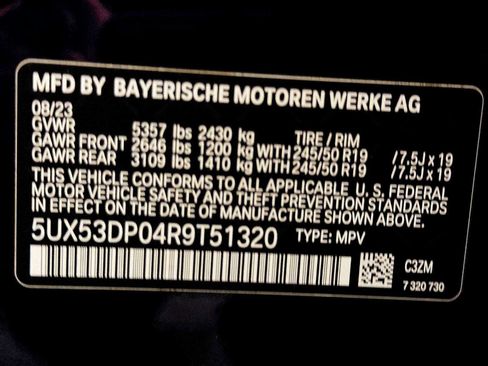 MFD BY BAYERISCHE MOTOREN WERKE AG
08/23
GVWR 5357 lbs 2430 kg TIRE / RIM
GAWR FRONT 2646 lbs 1200 kg WITH 245/50 R19 / 7.5J x 19
GAWR REAR 3109 lbs 1410 kg WITH 245/50 R19 / 7.5J x 19
THIS VEHICLE CONFORMS TO ALL APPLICABLE U. S. FEDERAL
MOTOR VEHICLE SAFETY AND THEFT PREVENTION STANDARDS
IN EFFECT ON THE DATE OF MANUFACTURE SHOWN ABOVE.
5UX53DP04R9T51320 TYPE: MPV
C3ZM
7 320 730